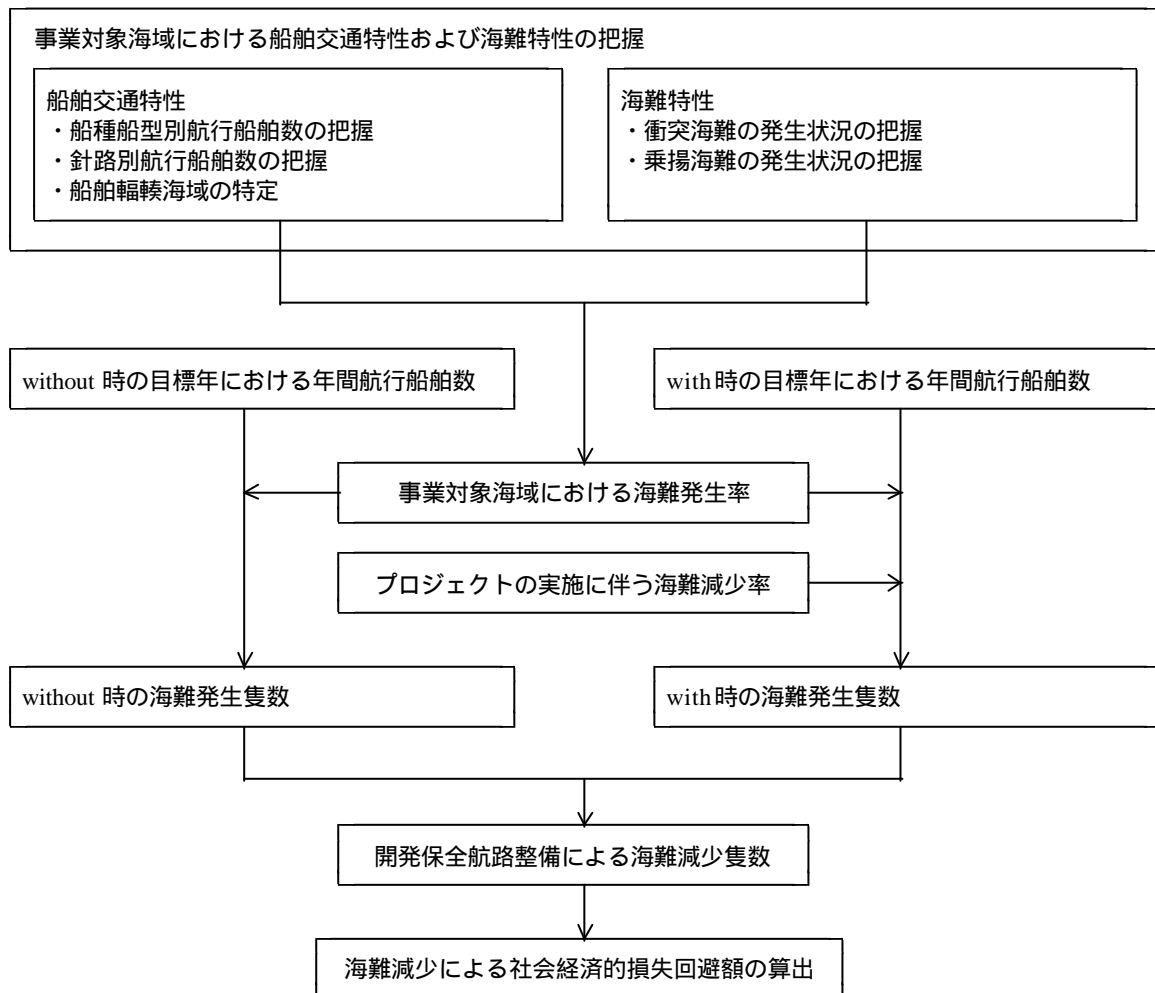 事業対象海域における船舶交通特性および海難特性の把握
船舶交通特性
・船種船型別航行船舶数の把握
・針路別航行船舶数の把握
・船舶輻輳海域の特定
海難特性
・衝突海難の発生状況の把握
・乗揚海難の発生状況の把握
without 時の目標年における年間航行船舶数
with時の目標年における年間航行船舶数
事業対象海域における海難発生率
プロジェクトの実施に伴う海難減少率
without 時の海難発生隻数
with時の海難発生隻数
開発保全航路整備による海難減少隻数
海難減少による社会経済的損失回避額の算出